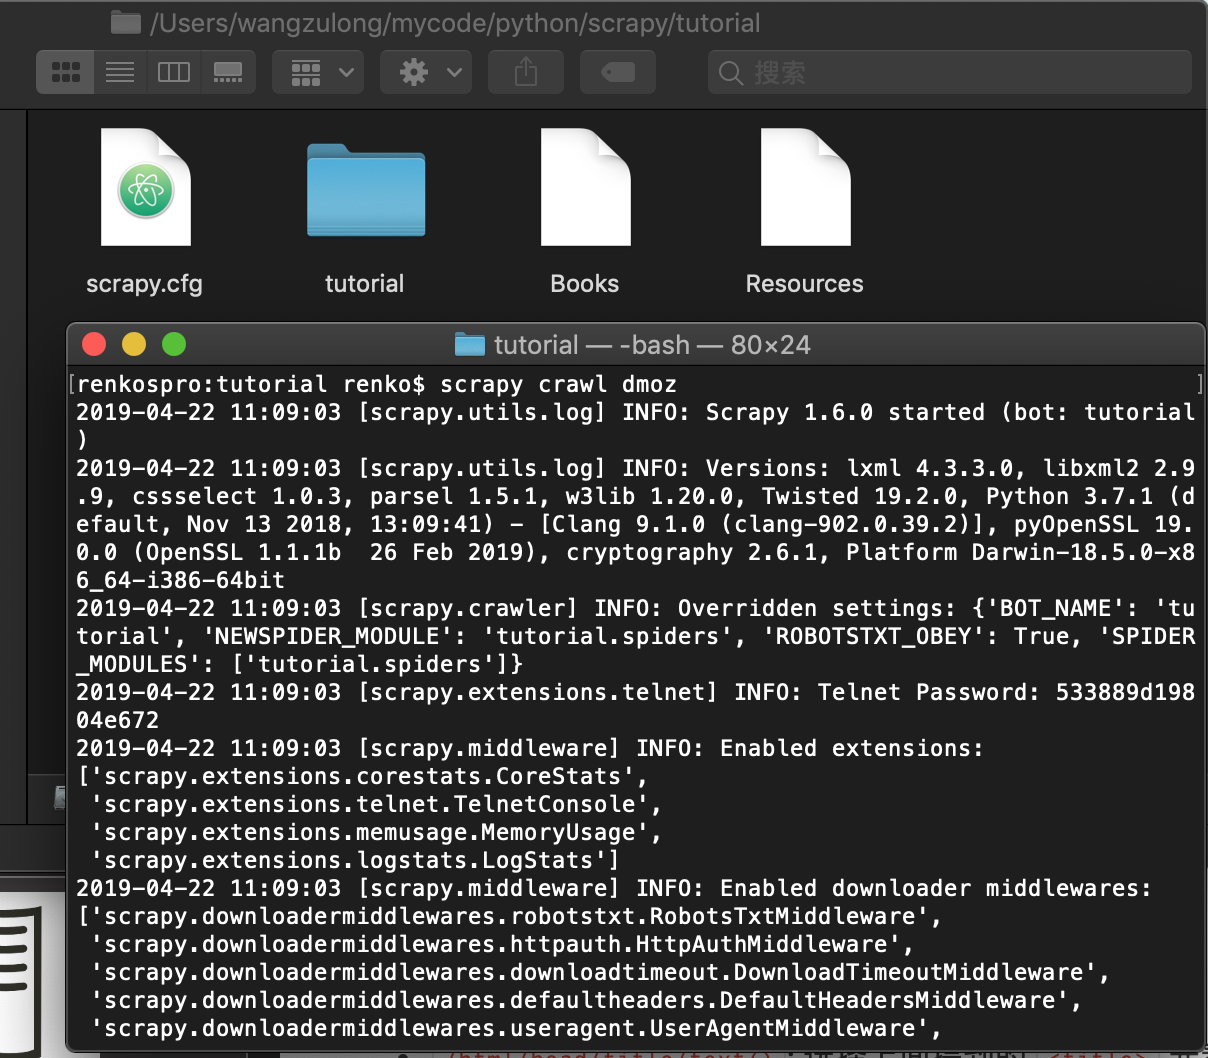 /Users/wangzulong/mycode/python/scrapy/tutorial
搜索
scrapy.cfg
tutorial
Books
Resources
tutorial — -bash — 80×24
[renkospro:tutorial renko$ scrapy crawl dmoz ]
2019-04-22 11:09:03 [scrapy.utils.log] INFO: Scrapy 1.6.0 started (bot: tutorial
)
2019-04-22 11:09:03 [scrapy.utils.log] INFO: Versions: lxml 4.3.3.0, libxml2 2.9
.9, cssselect 1.0.3, parsel 1.5.1, w3lib 1.20.0, Twisted 19.2.0, Python 3.7.1 (d
efault, Nov 13 2018, 13:09:41) - [Clang 9.1.0 (clang-902.0.39.2)], pyOpenSSL 19.
0.0 (OpenSSL 1.1.1b  26 Feb 2019), cryptography 2.6.1, Platform Darwin-18.5.0-x8
6_64-i386-64bit
2019-04-22 11:09:03 [scrapy.crawler] INFO: Overridden settings: {'BOT_NAME': 'tu
torial', 'NEWSPIDER_MODULE': 'tutorial.spiders', 'ROBOTSTXT_OBEY': True, 'SPIDER
_MODULES': ['tutorial.spiders']}
2019-04-22 11:09:03 [scrapy.extensions.telnet] INFO: Telnet Password: 533889d198
04e672
2019-04-22 11:09:03 [scrapy.middleware] INFO: Enabled extensions:
['scrapy.extensions.corestats.CoreStats',
 'scrapy.extensions.telnet.TelnetConsole',
 'scrapy.extensions.memusage.MemoryUsage',
 'scrapy.extensions.logstats.LogStats']
2019-04-22 11:09:03 [scrapy.middleware] INFO: Enabled downloader middlewares:
['scrapy.downloadermiddlewares.robotstxt.RobotsTxtMiddleware',
 'scrapy.downloadermiddlewares.httpauth.HttpAuthMiddleware',
 'scrapy.downloadermiddlewares.downloadtimeout.DownloadTimeoutMiddleware',
 'scrapy.downloadermiddlewares.defaultheaders.DefaultHeadersMiddleware',
 'scrapy.downloadermiddlewares.useragent.UserAgentMiddleware',